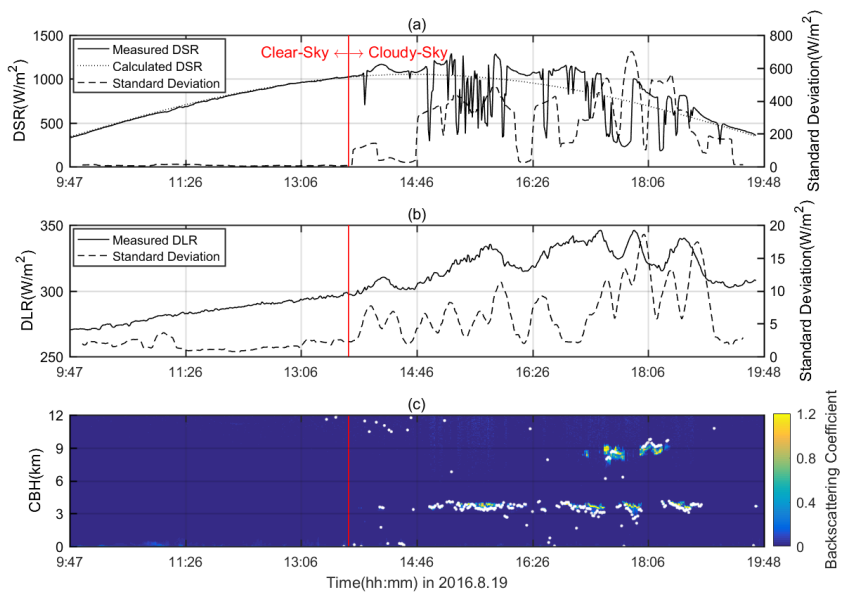 (a)
DSR(W/m²)
1500
1000
500
0
Measured DSR
Calculated DSR
Standard Deviation
Clear-Sky ←→ Cloudy-Sky
800
600
400
200
0
Standard Deviation(W/m²)
9:47 11:26 13:06 14:46 16:26 18:06 19:48
(b)
DLR(W/m²)
350
300
250
Measured DLR
Standard Deviation
20
15
10
5
0
Standard Deviation(W/m²)
9:47 11:26 13:06 14:46 16:26 18:06 19:48
(c)
CBH(km)
12
9
6
3
0
1.2
0.8
0.4
0
Backscattering Coefficient
9:47 11:26 13:06 14:46 16:26 18:06 19:48
Time(hh:mm) in 2016.8.19